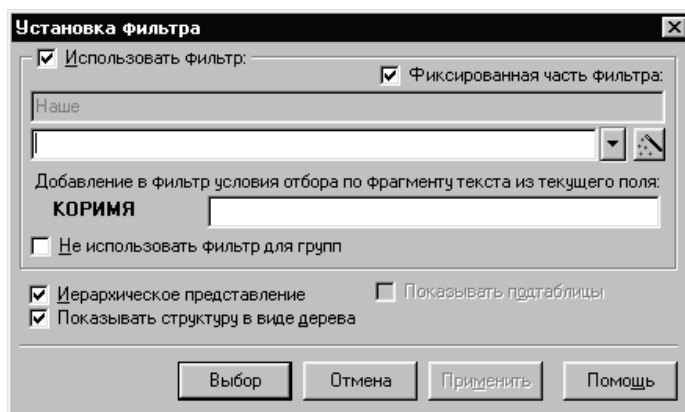 Установка фильтра
Использовать фильтр:
Фиксированная часть фильтра:
Наше
Добавление в фильтр условия отбора по фрагменту текста из текущего поля:
КОРИМЯ
Не использовать фильтр для групп
Иерархическое представление
Показывать подтаблицы
Показывать структуру в виде дерева
Выбор
Отмена
Применить
Помощь